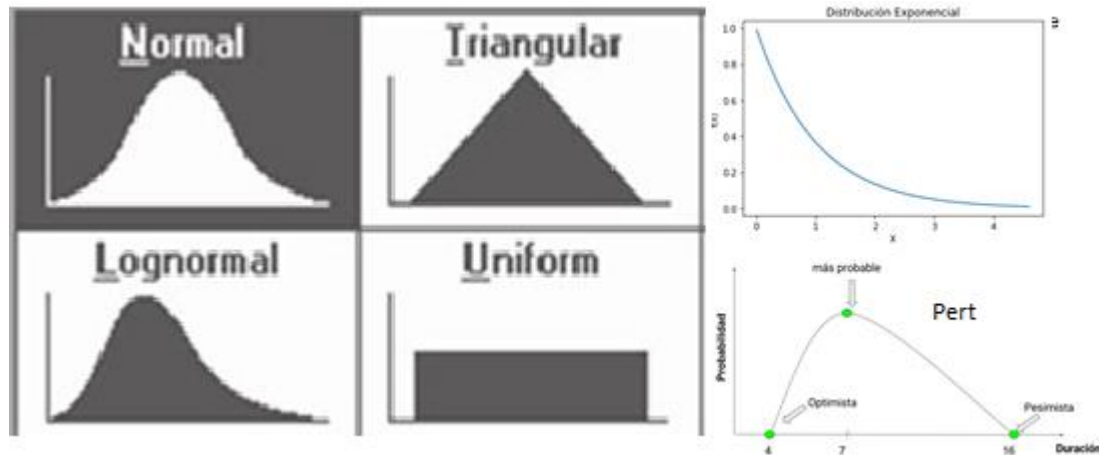 Normal
Triangular
Lognormal
Uniform
Distribución Exponencial
1.0
0.8
0.6
0.4
0.2
0.0
0 1 2 3 4
X
más probable
Pert
Probabilidad
Optimista
Pesimista
4 7 16 Duración